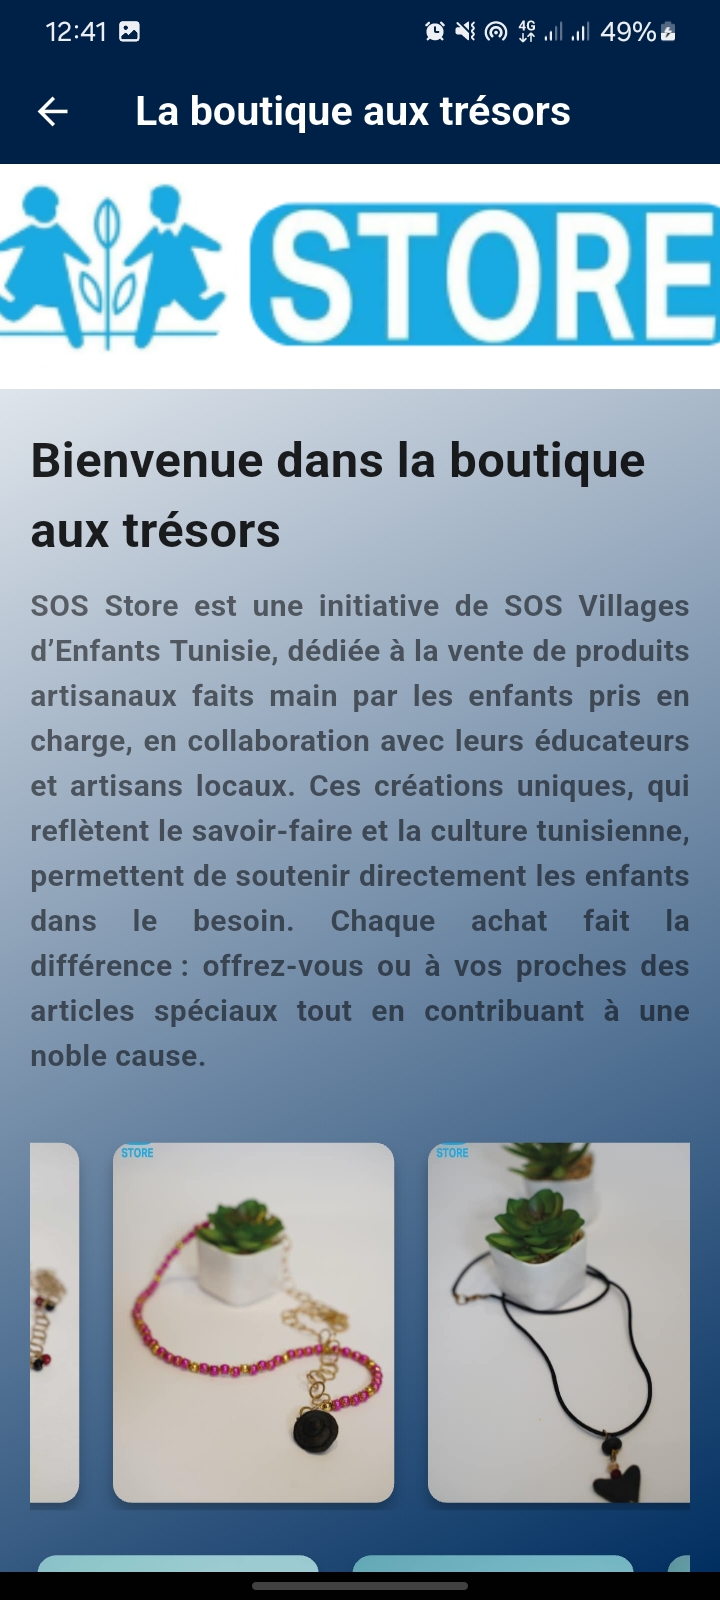 12:41
4G
49%
La boutique aux trésors
STORE
Bienvenue dans la boutique
aux trésors
SOS Store est une initiative de SOS Villages
d’Enfants Tunisie, dédiée à la vente de produits
artisanaux faits main par les enfants pris en
charge, en collaboration avec leurs éducateurs
et artisans locaux. Ces créations uniques, qui
reflètent le savoir-faire et la culture tunisienne,
permettent de soutenir directement les enfants
dans le besoin. Chaque achat fait la
différence : offrez-vous ou à vos proches des
articles spéciaux tout en contribuant à une
noble cause.
STORE
STORE